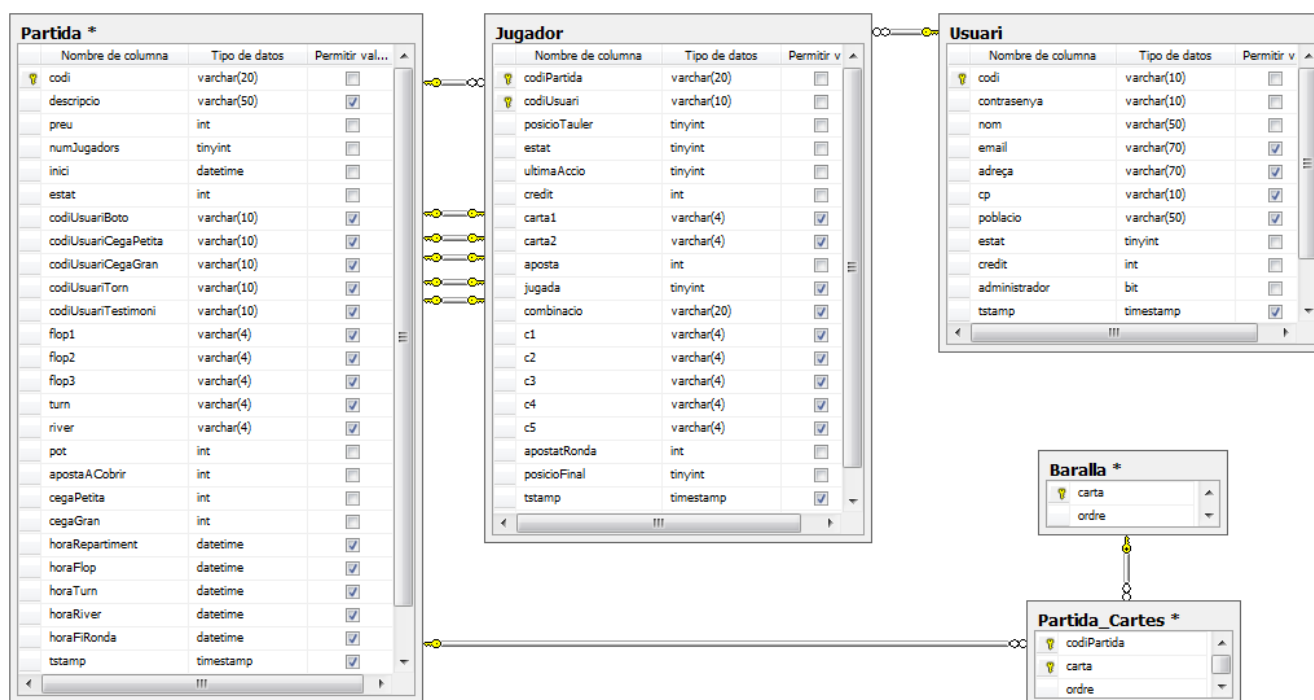 Partida *
Nombre de columna Tipo de datos Permitir val...
codi varchar(20)
descripcio varchar(50)
preu int
numJugadors tinyint
inici datetime
estat int
codiUsuariBoto varchar(10)
codiUsuariCegaPetita varchar(10)
codiUsuariCegaGran varchar(10)
codiUsuariTorn varchar(10)
codiUsuariTestimoni varchar(10)
flop1 varchar(4)
flop2 varchar(4)
flop3 varchar(4)
turn varchar(4)
river varchar(4)
pot int
apostaACobrir int
cegaPetita int
cegaGran int
horaRepartiment datetime
horaFlop datetime
horaTurn datetime
horaRiver datetime
horaFiRonda datetime
tstamp timestamp
Jugador
Nombre de columna Tipo de datos Permitir v
codiPartida varchar(20)
codiUsuari varchar(10)
posicioTauler tinyint
estat tinyint
ultimaAccio tinyint
credit int
carta1 varchar(4)
carta2 varchar(4)
aposta int
jugada tinyint
combinacio varchar(20)
c1 varchar(4)
c2 varchar(4)
c3 varchar(4)
c4 varchar(4)
c5 varchar(4)
apostatRonda int
posicioFinal tinyint
tstamp timestamp
Usuari
Nombre de columna Tipo de datos Permitir v
codi varchar(10)
contrasenya varchar(10)
nom varchar(50)
email varchar(70)
adreça varchar(70)
cp varchar(10)
poblacio varchar(50)
estat tinyint
credit int
administrador bit
tstamp timestamp
Baralla *
carta
ordre
Partida_Cartes *
codiPartida
carta
ordre